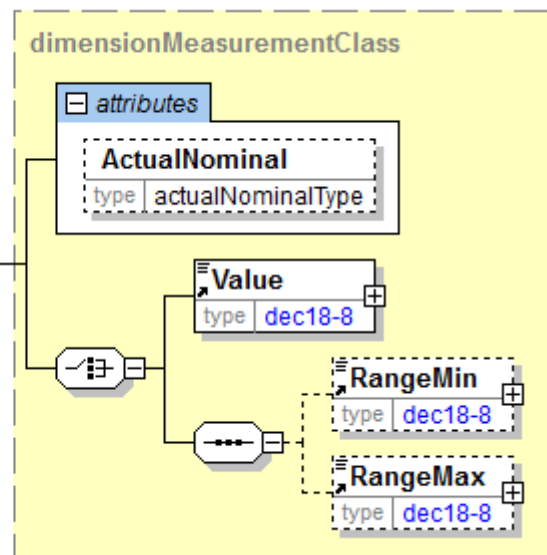 dimensionMeasurementClass
attributes
ActualNominal
type actualNominalType
Value
type dec18-8
RangeMin
type dec18-8
RangeMax
type dec18-8